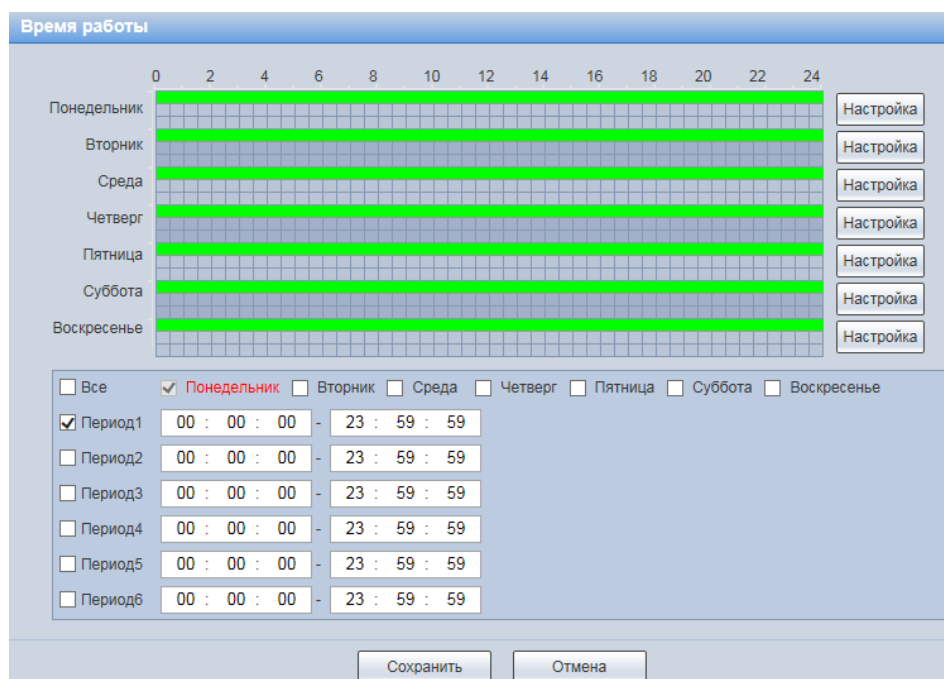 Время работы
0 2 4 6 8 10 12 14 16 18 20 22 24
Понедельник Настройка
Вторник Настройка
Среда Настройка
Четверг Настройка
Пятница Настройка
Суббота Настройка
Воскресенье Настройка
Все Понедельник Вторник Среда Четверг Пятница Суббота Воскресенье
Период1 00 : 00 : 00 - 23 : 59 : 59
Период2 00 : 00 : 00 - 23 : 59 : 59
Период3 00 : 00 : 00 - 23 : 59 : 59
Период4 00 : 00 : 00 - 23 : 59 : 59
Период5 00 : 00 : 00 - 23 : 59 : 59
Период6 00 : 00 : 00 - 23 : 59 : 59
Сохранить Отмена